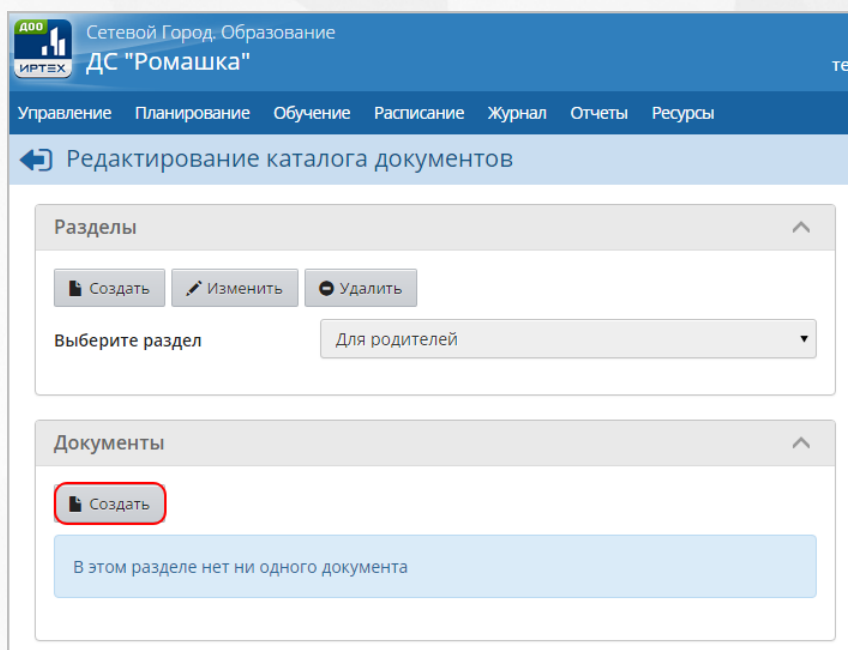 ДОО
ИРТЕХ
Сетевой Город. Образование
ДС "Ромашка"
те
Управление Планирование Обучение Расписание Журнал Отчеты Ресурсы
Редактирование каталога документов
Разделы
Создать Изменить Удалить
Выберите раздел Для родителей
Документы
Создать
В этом разделе нет ни одного документа